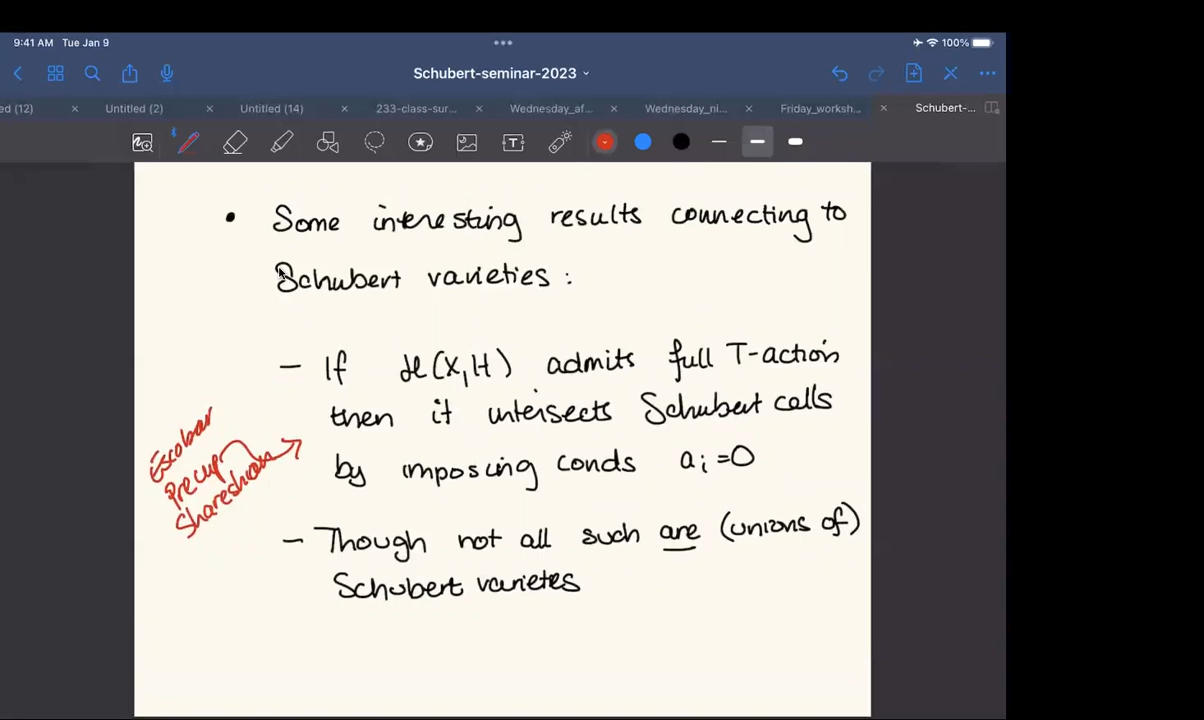 9:41 AM Tue Jan 9
100%
Schubert-seminar-2023
ed (12)
Untitled (2)
Untitled (14)
233-class-sur...
Wednesday_af...
Wednesday_ni...
Friday_worksh...
Schubert-...
• Some interesting results connecting to
Schubert varieties :
– If H(X,H) admits full T-action
then it intersects Schubert cells
by imposing conds ai=0
Escobar
Precup
Shareshian
– Though not all such are (unions of)
Schubert varietes